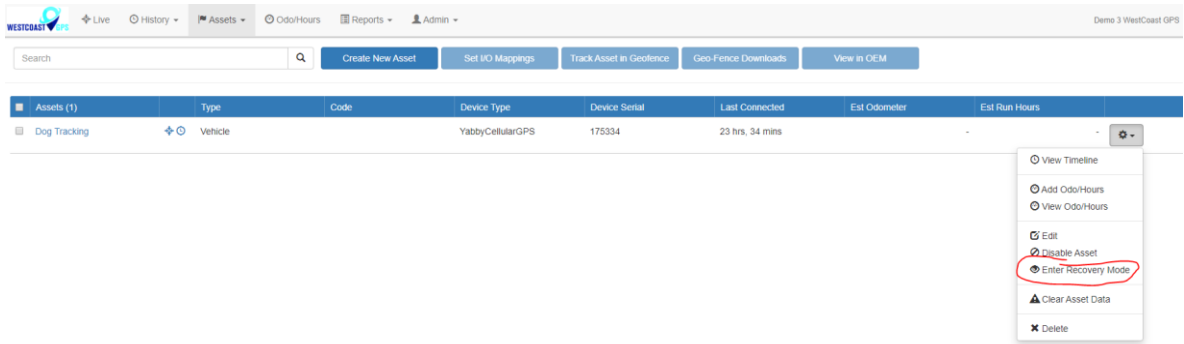 WESTCOAST GPS
Live History Assets Odo/Hours Reports Admin Demo 3 WestCoast GPS
Search Create New Asset Set I/O Mappings Track Asset in Geofence Geo-Fence Downloads View in OEM
Assets (1) Type Code Device Type Device Serial Last Connected Est Odometer Est Run Hours
Dog Tracking Vehicle YabbyCellularGPS 175334 23 hrs, 34 mins - -
View Timeline
Add Odo/Hours
View Odo/Hours
Edit
Disable Asset
Enter Recovery Mode
Clear Asset Data
Delete